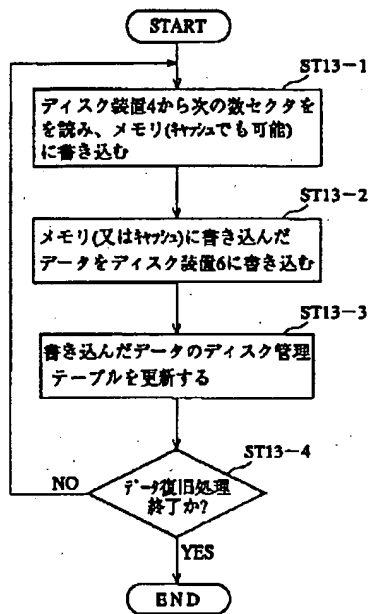 START
ST13-1
ディスク装置4から次の数セクタを
を読み、メモリ(キャッシュでも可能)
に書き込む
ST13-2
メモリ(又はキャッシュ)に書き込んだ
データをディスク装置6に書き込む
ST13-3
書き込んだデータのディスク管理
テーブルを更新する
ST13-4
データ復旧処理
終了か?
NO
YES
END